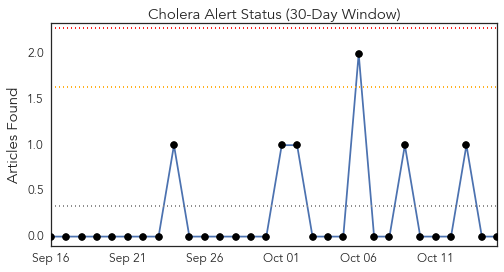 Cholera Alert Status (30-Day Window)
Articles Found
2.0
1.5
1.0
0.5
0.0
Sep 16 Sep 21 Sep 26 Oct 01 Oct 06 Oct 11